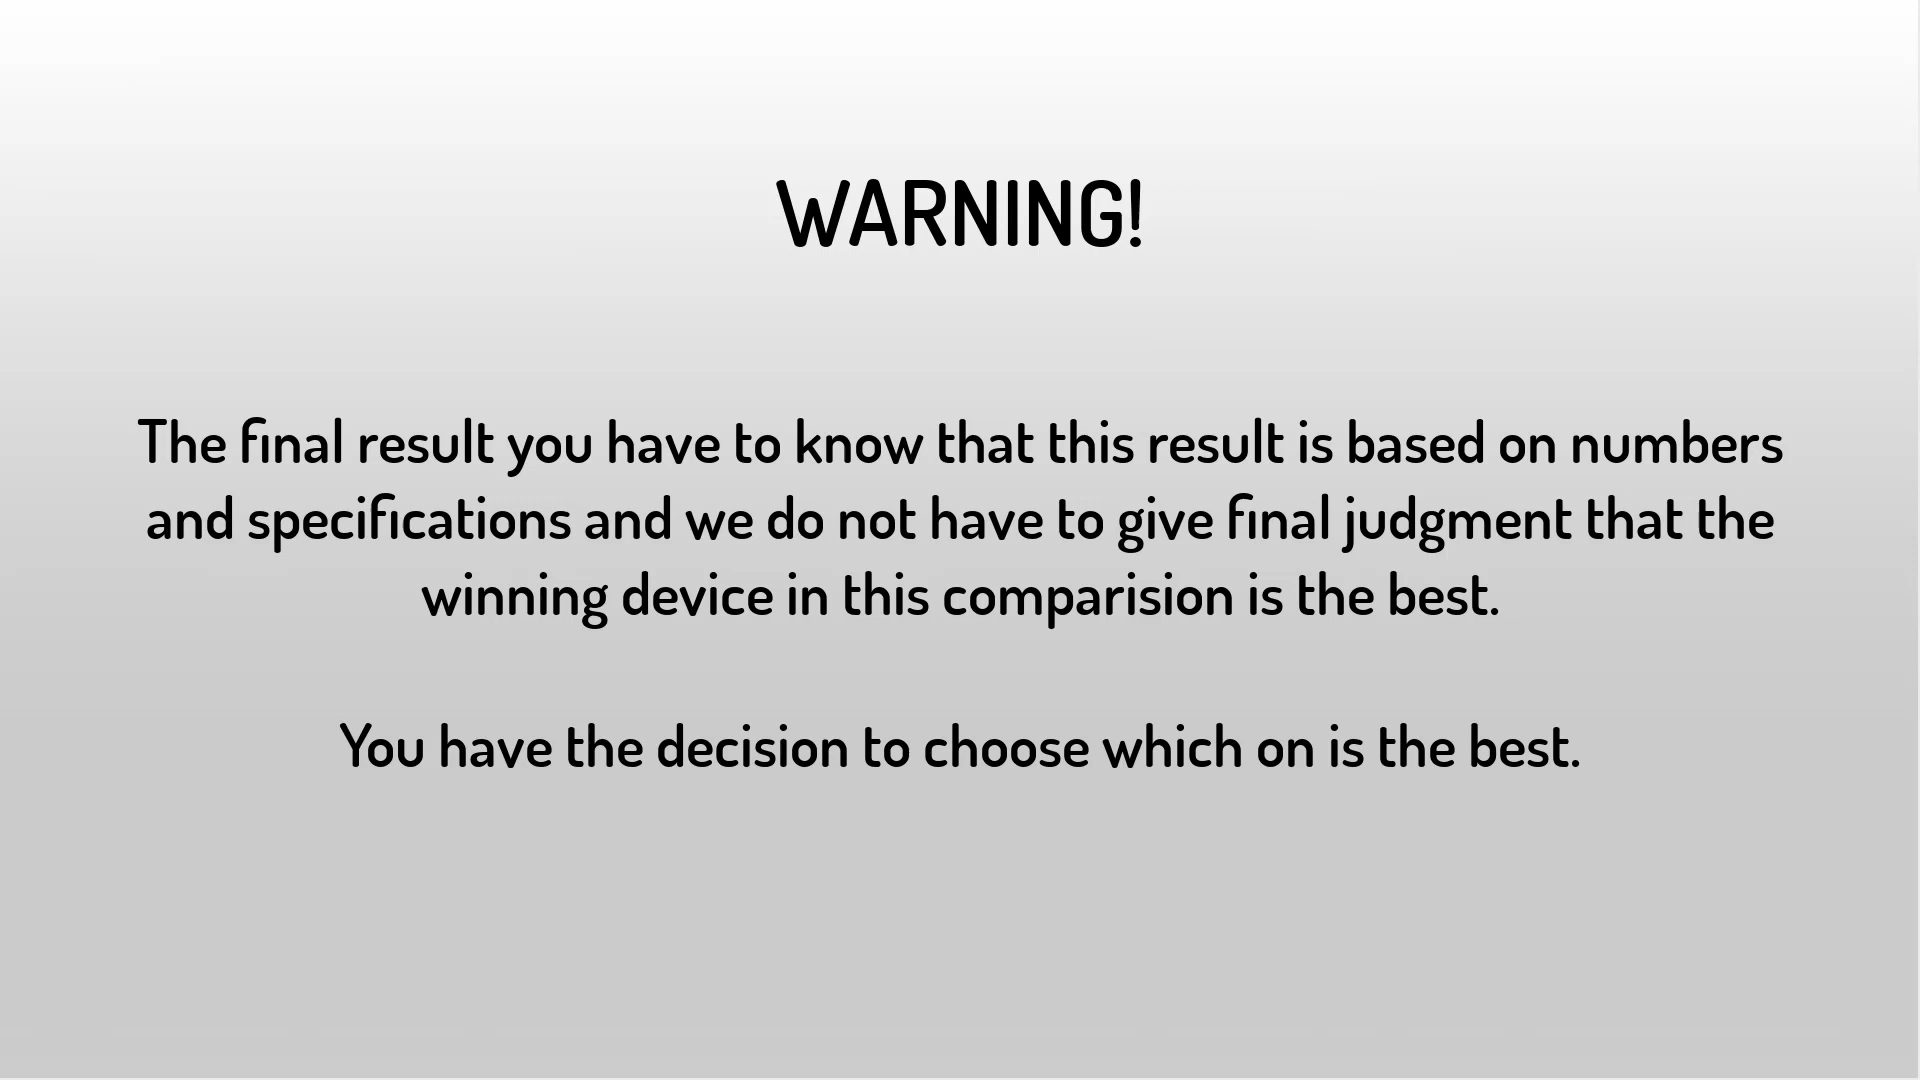 WARNING!
The final result you have to know that this result is based on numbers
and specifications and we do not have to give final judgment that the
winning device in this comparision is the best.
You have the decision to choose which on is the best.